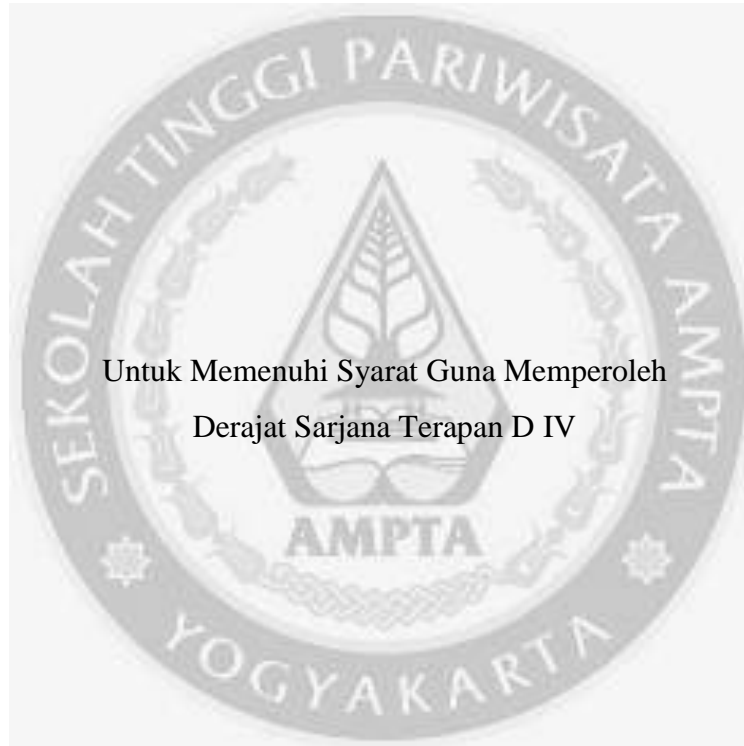 SEKOLAH TINGGI PARIWISATA AMPTA
Untuk Memenuhi Syarat Guna Memperoleh
Derajat Sarjana Terapan D IV
AMPTA
YOGYAKARTA